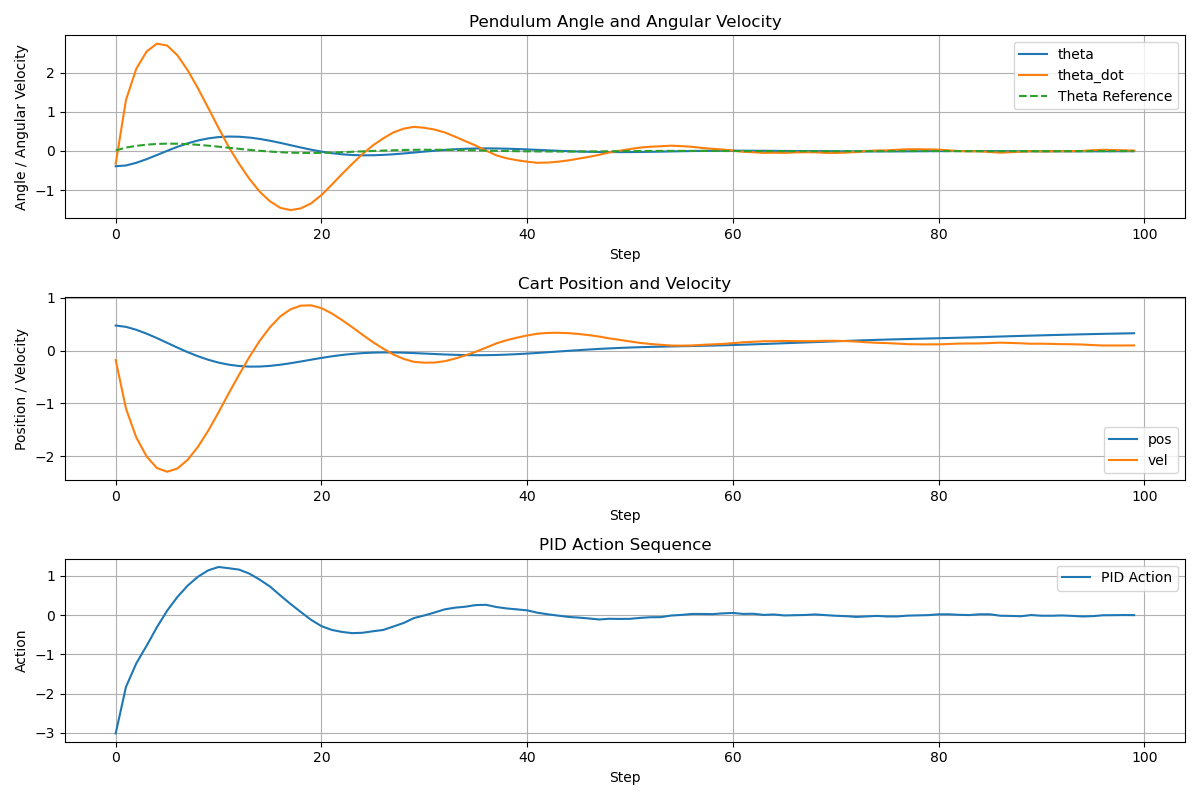 Pendulum Angle and Angular Velocity
Angle / Angular Velocity
2
1
0
−1
theta
theta_dot
Theta Reference
0 20 40 60 80 100
Step
Cart Position and Velocity
Position / Velocity
1
0
−1
−2
pos
vel
0 20 40 60 80 100
Step
PID Action Sequence
Action
1
0
−1
−2
−3
PID Action
0 20 40 60 80 100
Step